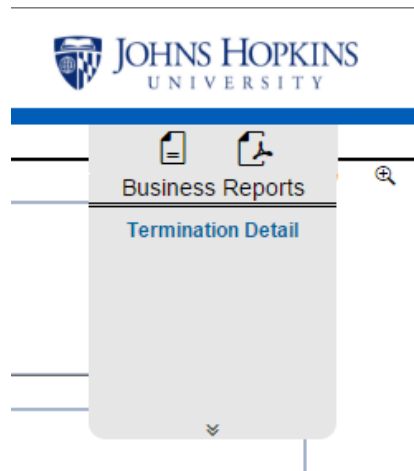 JOHNS HOPKINS
UNIVERSITY
Business Reports
Termination Detail